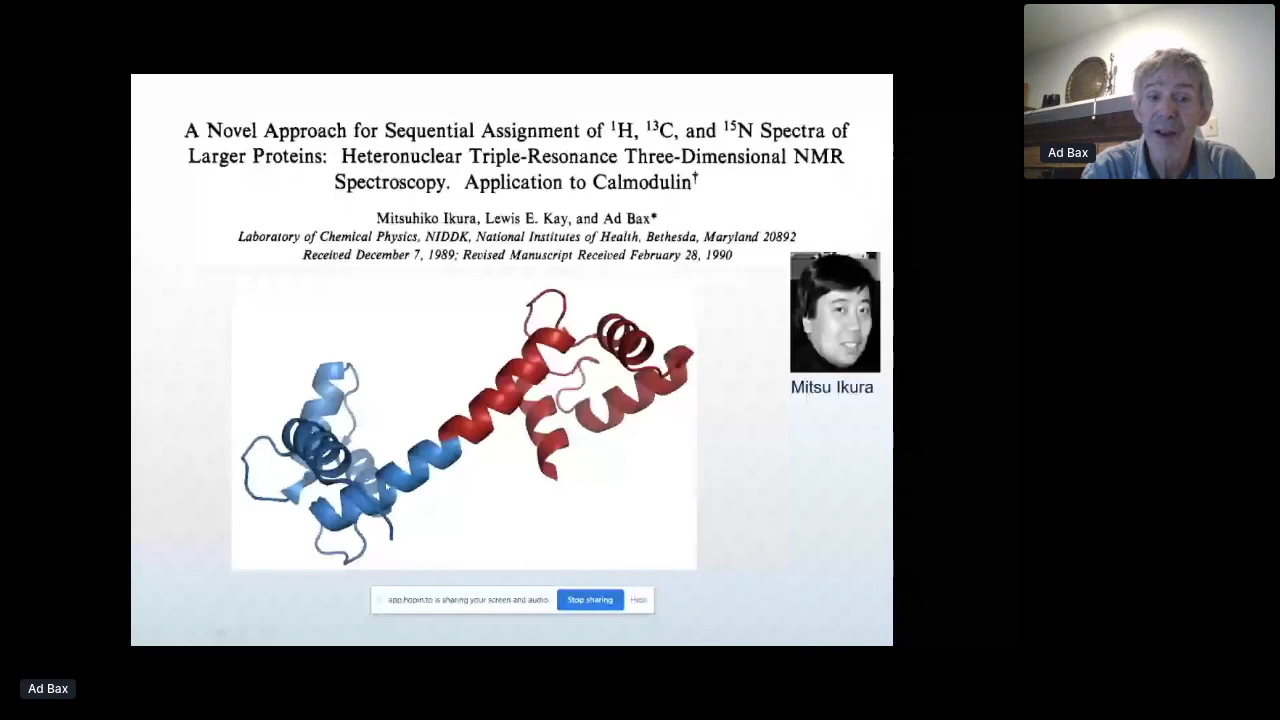 A Novel Approach for Sequential Assignment of ¹H, ¹³C, and ¹⁵N Spectra of
Larger Proteins: Heteronuclear Triple-Resonance Three-Dimensional NMR
Spectroscopy. Application to Calmodulin†
Mitsuhiko Ikura, Lewis E. Kay, and Ad Bax*
Laboratory of Chemical Physics, NIDDK, National Institutes of Health, Bethesda, Maryland 20892
Received December 7, 1989; Revised Manuscript Received February 28, 1990
Mitsu Ikura
app.hopin.to is sharing your screen and audio. Stop sharing Hide
Ad Bax
Ad Bax